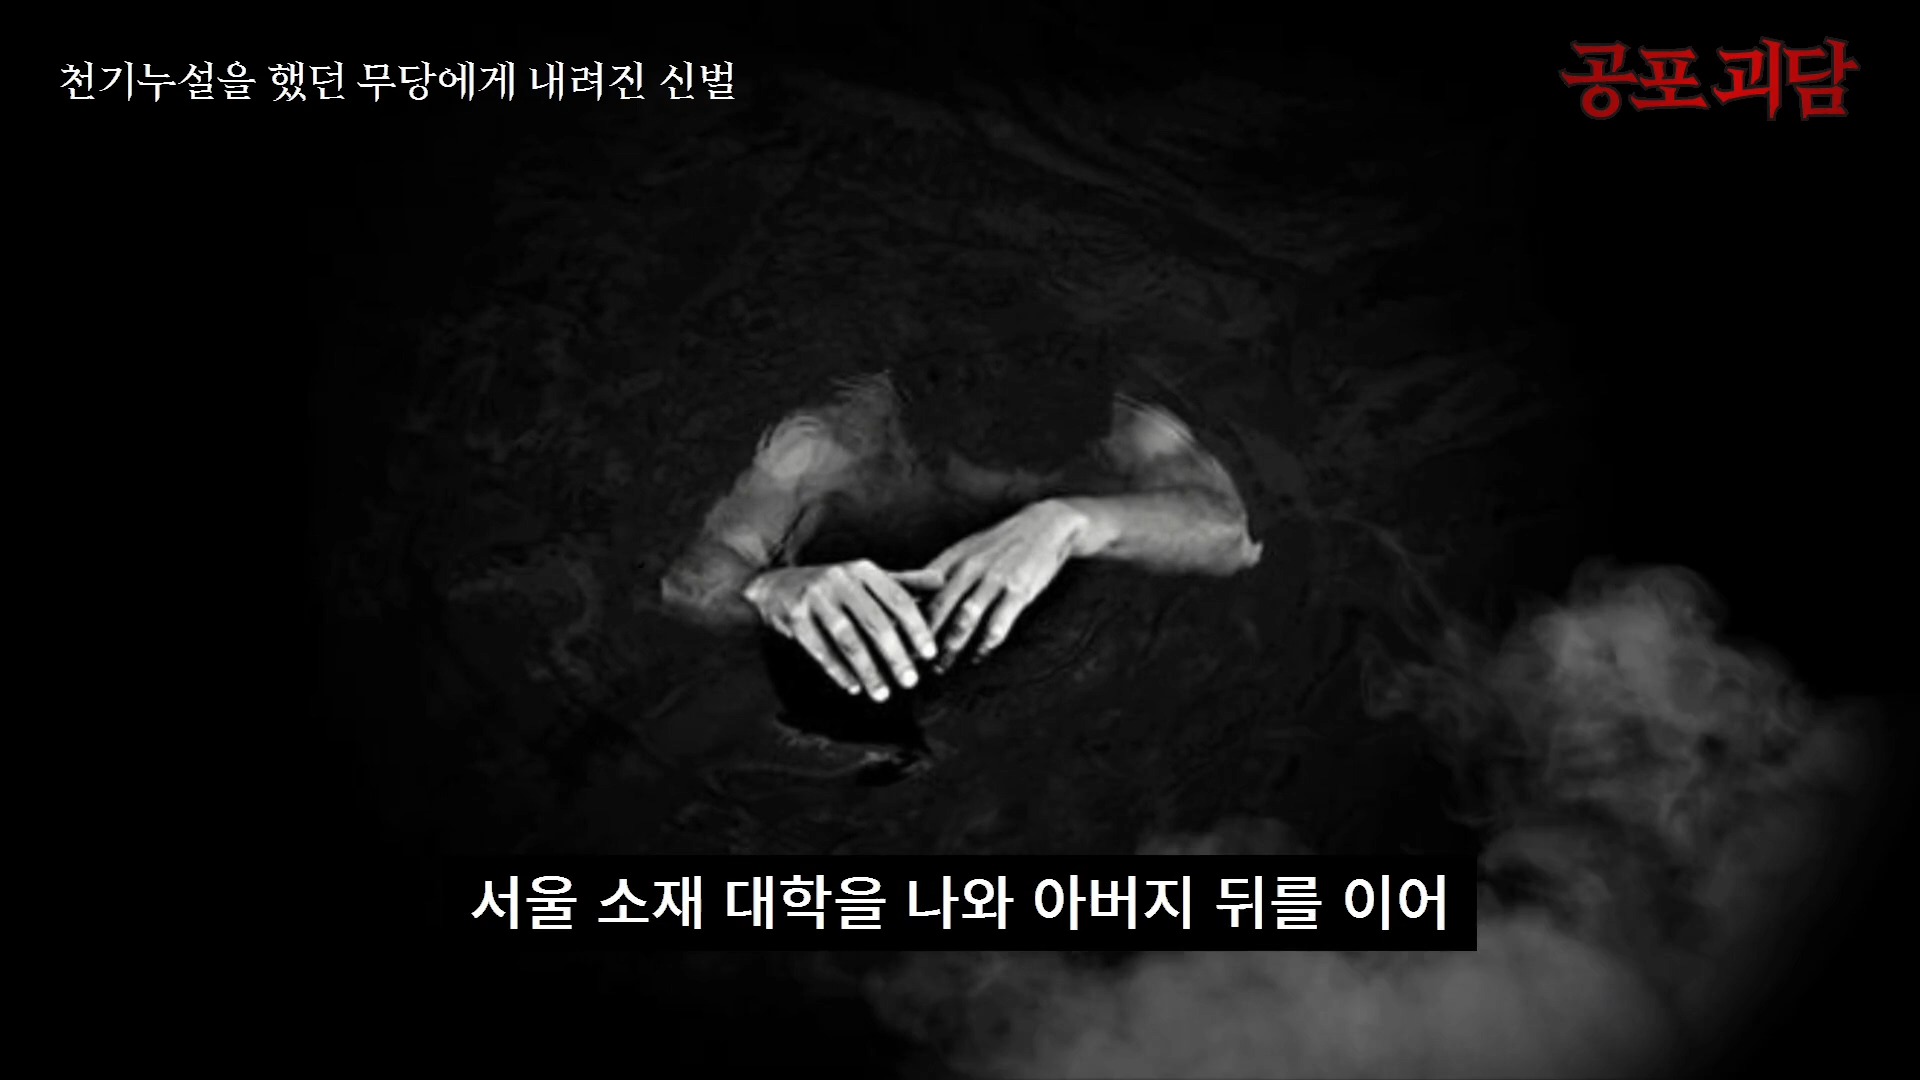 천기누설을 했던 무당에게 내려진 신벌
공포 괴담
서울 소재 대학을 나와 아버지 뒤를 이어